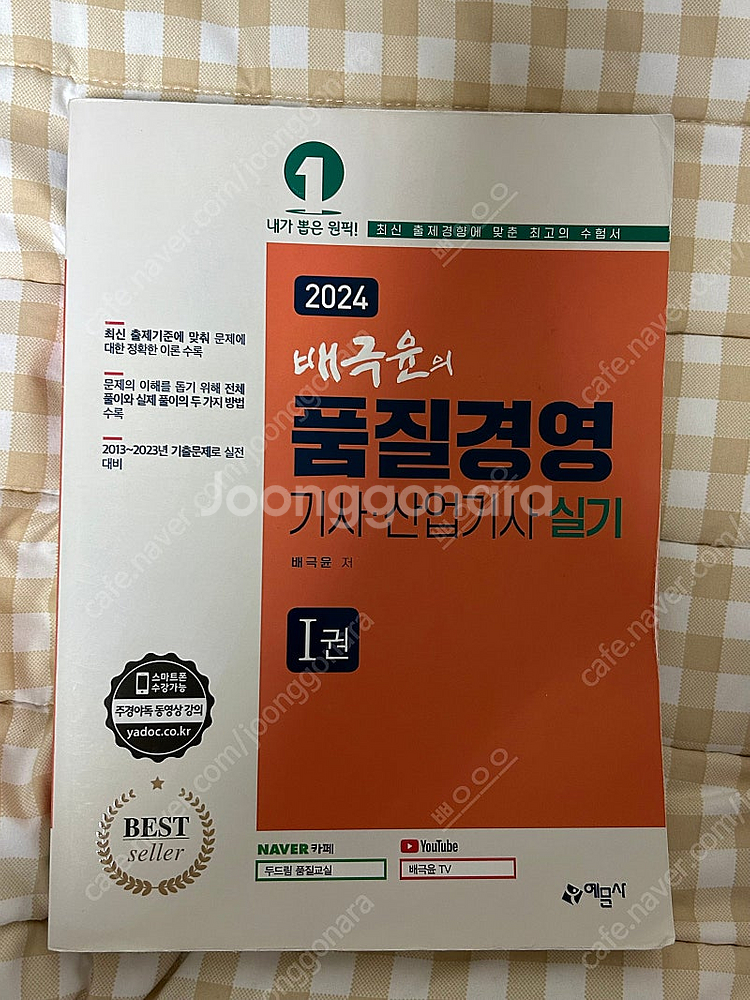 1
내가 뽑은 원픽!
최신 출제경향에 맞춘 최고의 수험서
2024
배극윤의
품질경영
기사·산업기사 실기
배극윤 저
I권
최신 출제기준에 맞춰 문제에
대한 정확한 이론 수록
문제의 이해를 돕기 위해 전체
풀이와 실제 풀이의 두 가지 방법
수록
2013~2023년 기출문제로 실전
대비
스마트폰
수강가능
주경야독 동영상 강의
yadoc.co.kr
BEST
seller
NAVER 카페
두드림 품질교실
YouTube
배극윤 TV
예문사
Joonggonara
cafe.naver.com/joonggonara
배ㅇㅇㅇ